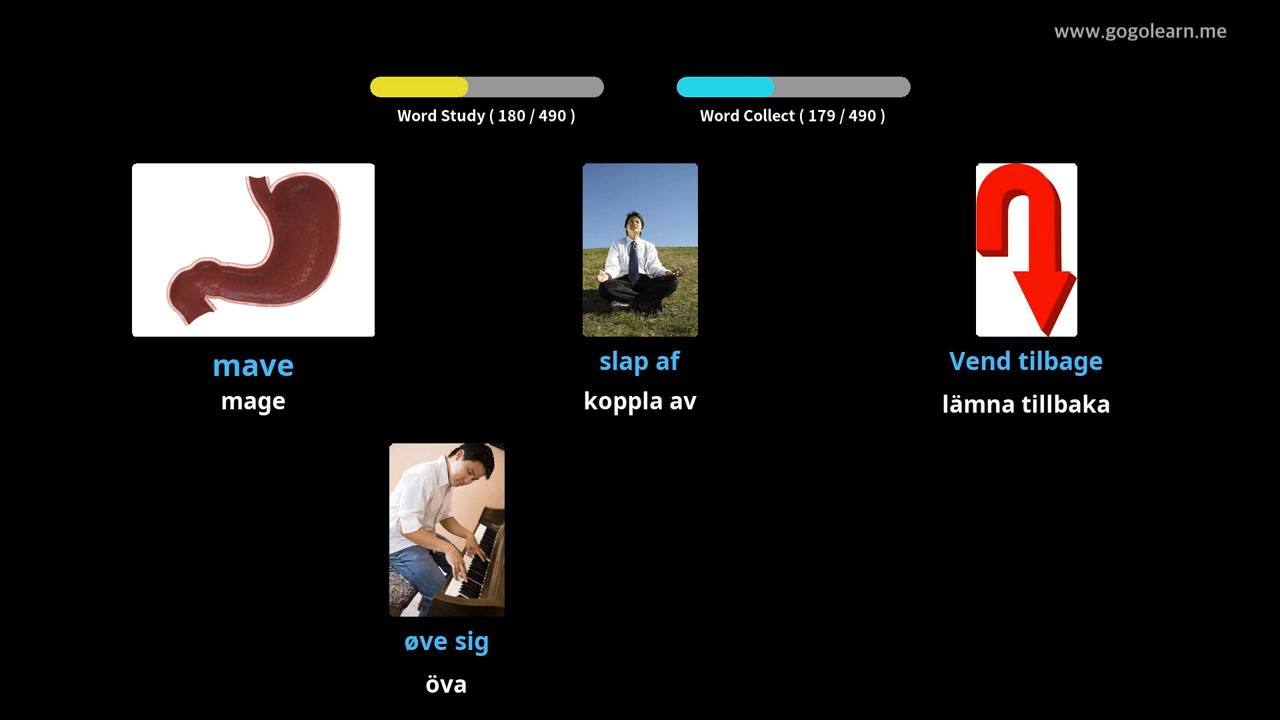 www.gogolearn.me
Word Study ( 180 / 490 )
Word Collect ( 179 / 490 )
mave
mage
slap af
koppla av
Vend tilbage
lämna tillbaka
øve sig
öva